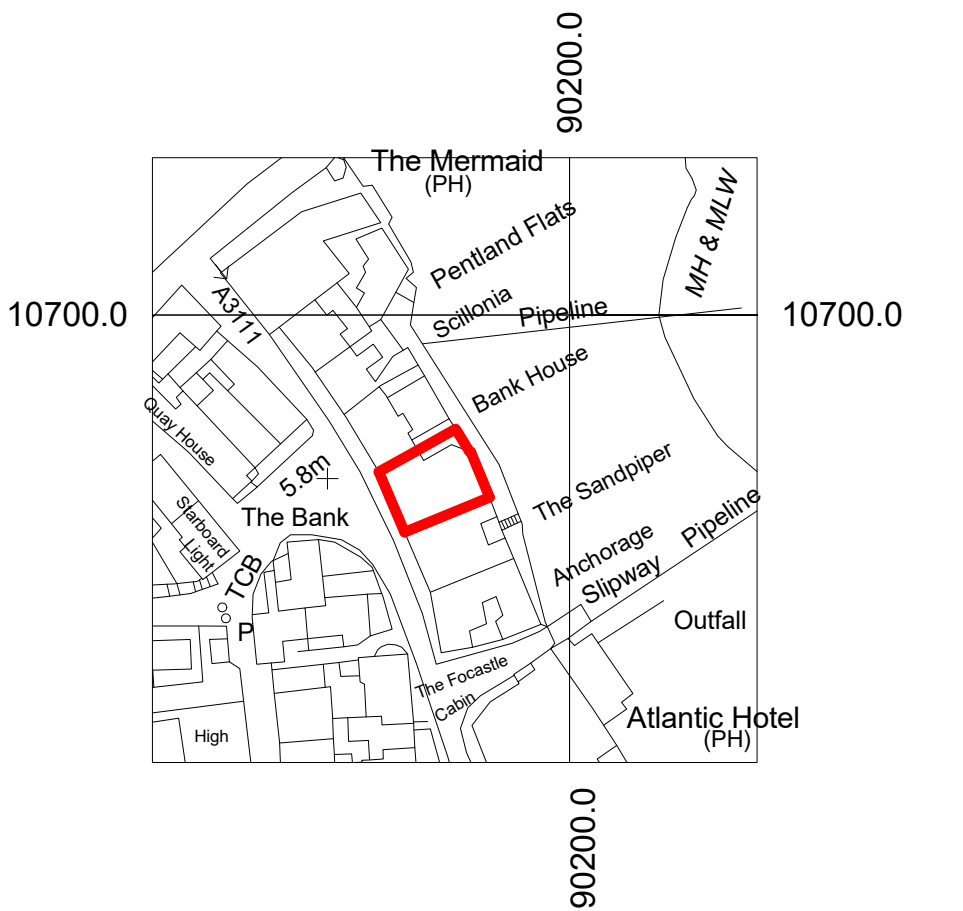 90200.0
The Mermaid
(PH)
MH & MLW
Pentland Flats
A3111
Scillonia
10700.0
Pipeline
10700.0
Bank House
Quay House
5.8m
The Sandpiper
Starboard
Light
The Bank
Pipeline
Anchorage
TCB
Slipway
P
Outfall
The Focastle
Cabin
High
Atlantic Hotel
(PH)
90200.0